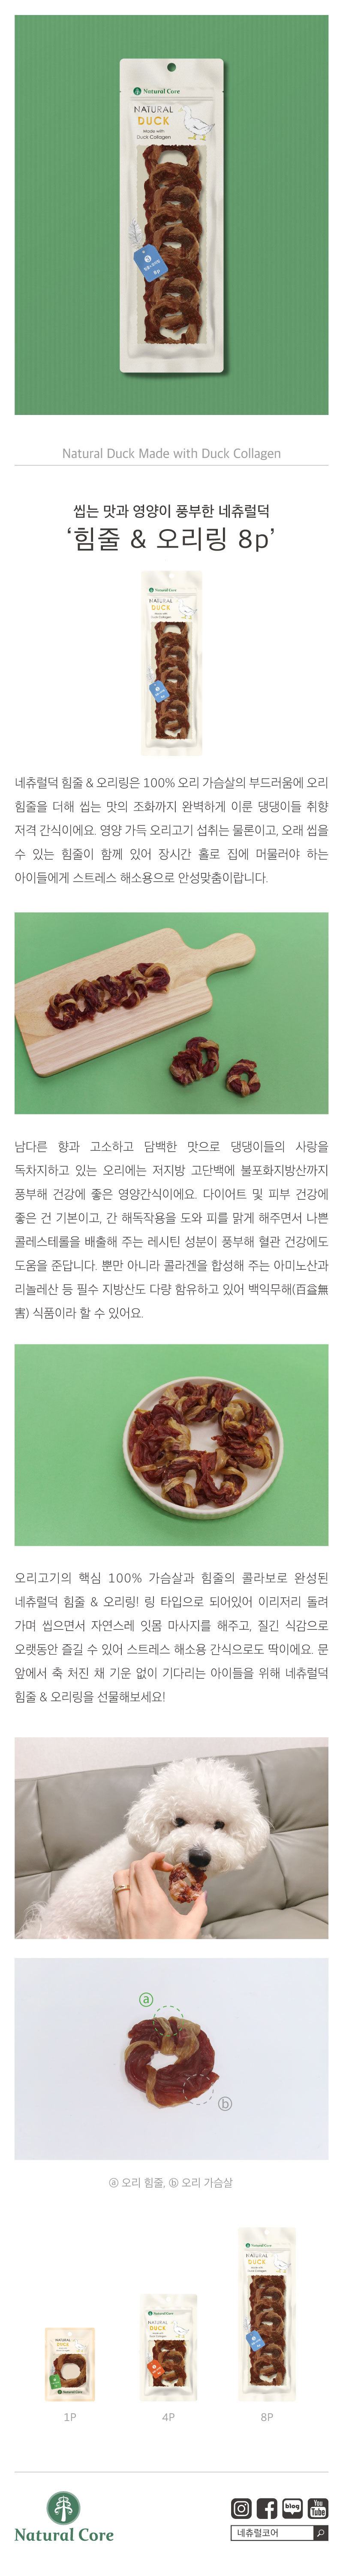 Natural Core
NATURAL
DUCK
Made with
Duck Collagen
8p
Natural Duck Made with Duck Collagen
씹는 맛과 영양이 풍부한 네츄럴덕
‘힘줄 & 오리링 8p’
Natural Core
NATURAL
DUCK
Made with
Duck Collagen
네츄럴덕 힘줄 & 오리링은 100% 오리 가슴살의 부드러움에 오리
힘줄을 더해 씹는 맛의 조화까지 완벽하게 이룬 댕댕이들 취향
저격 간식이에요. 영양 가득 오리고기 섭취는 물론이고, 오래 씹을
수 있는 힘줄이 함께 있어 장시간 홀로 집에 머물러야 하는
아이들에게 스트레스 해소용으로 안성맞춤이랍니다.
남다른 향과 고소하고 담백한 맛으로 댕댕이들의 사랑을
독차지하고 있는 오리에는 저지방 고단백에 불포화지방산까지
풍부해 건강에 좋은 영양간식이에요. 다이어트 및 피부 건강에
좋은 건 기본이고, 간 해독작용을 도와 피를 맑게 해주면서 나쁜
콜레스테롤을 배출해 주는 레시틴 성분이 풍부해 혈관 건강에도
도움을 준답니다. 뿐만 아니라 콜라겐을 합성해 주는 아미노산과
리놀레산 등 필수 지방산도 다량 함유하고 있어 백익무해(百益無
害) 식품이라 할 수 있어요.
오리고기의 핵심 100% 가슴살과 힘줄의 콜라보로 완성된
네츄럴덕 힘줄 & 오리링! 링 타입으로 되어있어 이리저리 돌려
가며 씹으면서 자연스레 잇몸 마사지를 해주고, 질긴 식감으로
오랫동안 즐길 수 있어 스트레스 해소용 간식으로도 딱이에요. 문
앞에서 축 처진 채 기운 없이 기다리는 아이들을 위해 네츄럴덕
힘줄 & 오리링을 선물해보세요!
ⓐ
ⓑ
ⓐ 오리 힘줄, ⓑ 오리 가슴살
Natural Core
NATURAL
DUCK
Natural Core
NATURAL
DUCK
NATURAL
DUCK
Natural Core
1P
4P
8P
Natural Core
blog
You
Tube
네츄럴코어